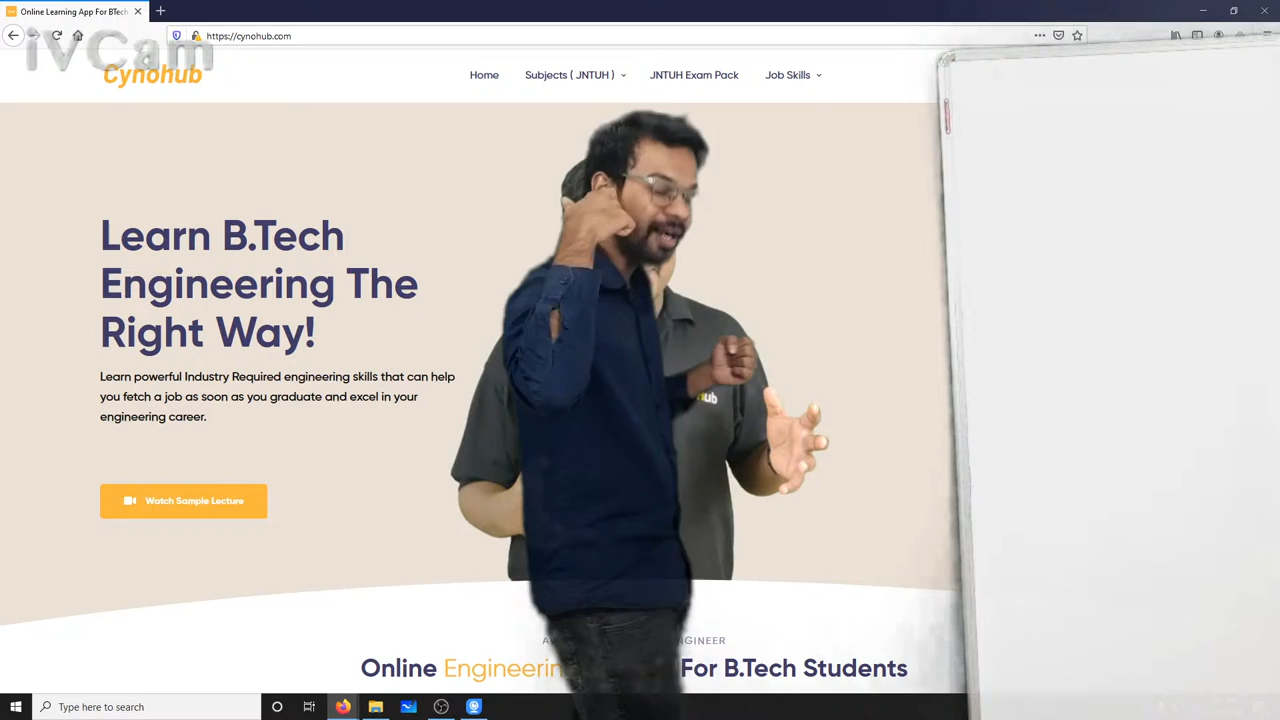 Online Learning App For BTech
https://cynohub.com
iVCam
Cynohub
Home
Subjects ( JNTUH )
JNTUH Exam Pack
Job Skills
Learn B.Tech
Engineering The
Right Way!
Learn powerful Industry Required engineering skills that can help
you fetch a job as soon as you graduate and excel in your
engineering career.
Watch Sample Lecture
Online Engineerin For B.Tech Students
Type here to search